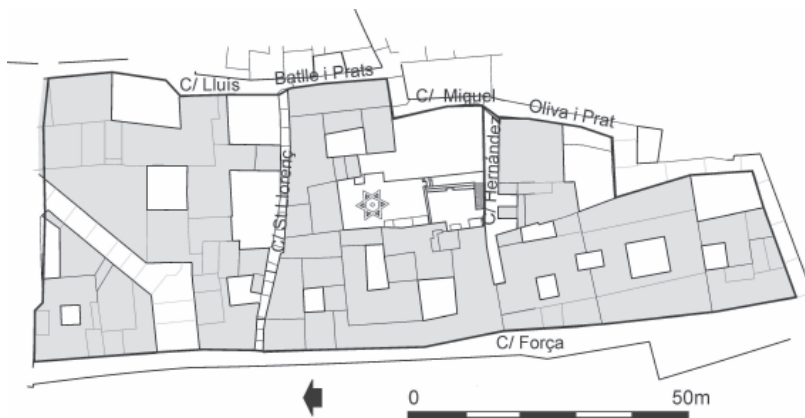 C/ Lluís Batlle i Prats
C/ Miquel Oliva i Prat
C/ St Llorenç
C/ Hernández
C/ Força
0 50m